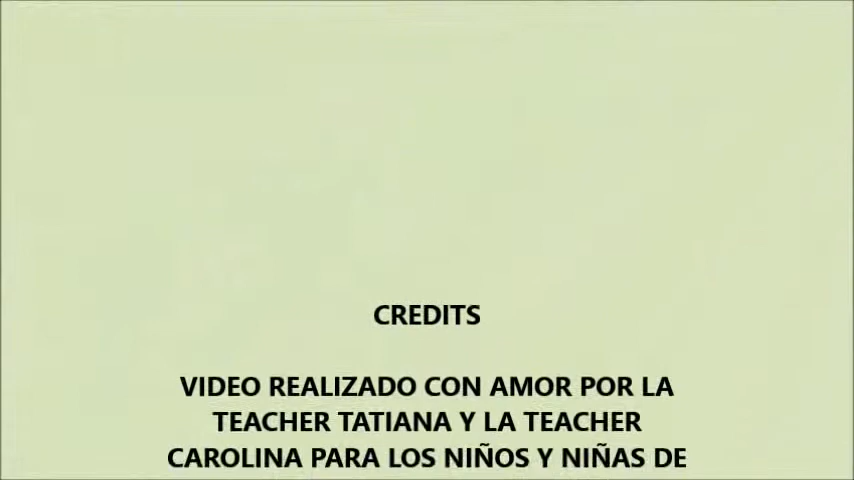 CREDITS
VIDEO REALIZADO CON AMOR POR LA
TEACHER TATIANA Y LA TEACHER
CAROLINA PARA LOS NIÑOS Y NIÑAS DE